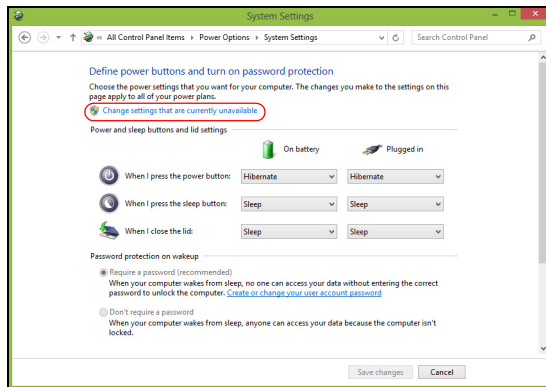 System Settings
« All Control Panel Items › Power Options › System Settings
Search Control Panel
Define power buttons and turn on password protection
Choose the power settings that you want for your computer. The changes you make to the settings on this
page apply to all of your power plans.
Change settings that are currently unavailable
Power and sleep buttons and lid settings
On battery Plugged in
When I press the power button: Hibernate Hibernate
When I press the sleep button: Sleep Sleep
When I close the lid: Sleep Sleep
Password protection on wakeup
Require a password (recommended)
When your computer wakes from sleep, no one can access your data without entering the correct
password to unlock the computer. Create or change your user account password
Don't require a password
When your computer wakes from sleep, anyone can access your data because the computer isn't
locked.
Save changes Cancel